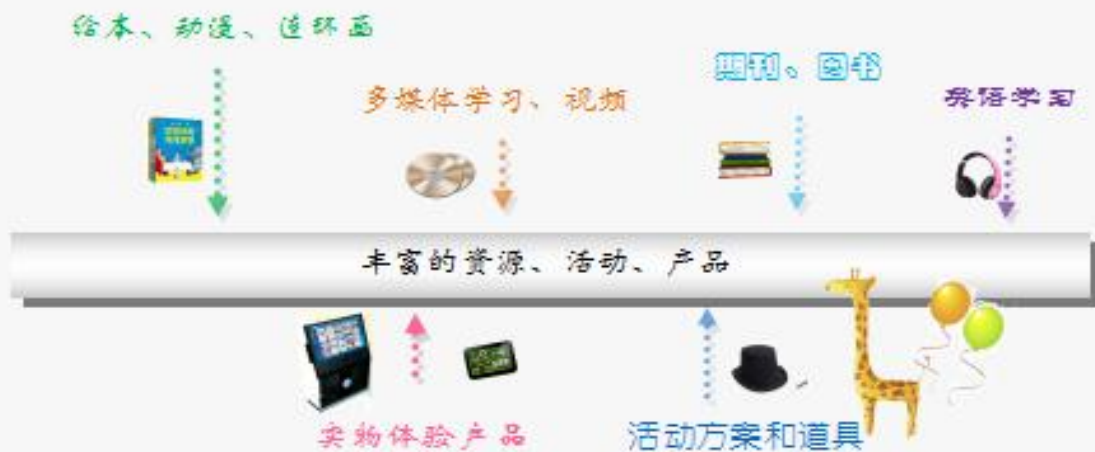 绘本、动漫、连环画
期刊、图书
多媒体学习、视频
英语学习
丰富的资源、活动、产品
实物体验产品
活动方案和道具